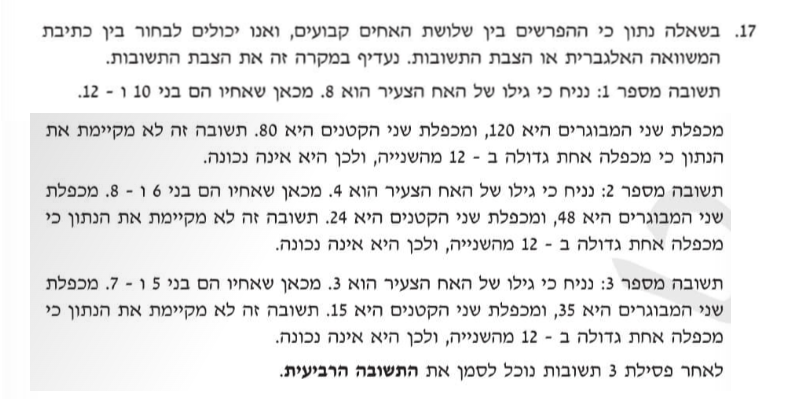 17. בשאלה נתון כי ההפרשים בין שלושת האחים קבועים, ואנו יכולים לבחור בין כתיבת
המשוואה האלגברית או הצבת התשובות. נעדיף במקרה זה את הצבת התשובות.
תשובה מספר 1: נניח כי גילו של האח הצעיר הוא 8. מכאן שאחיו הם בני 10 ו - 12.
מכפלת שני המבוגרים היא 120, ומכפלת שני הקטנים היא 80. תשובה זה לא מקיימת את
הנתון כי מכפלה אחת גדולה ב - 12 מהשנייה, ולכן היא אינה נכונה.
תשובה מספר 2: נניח כי גילו של האח הצעיר הוא 4. מכאן שאחיו הם בני 6 ו - 8. מכפלת
שני המבוגרים היא 48, ומכפלת שני הקטנים היא 24. תשובה זה לא מקיימת את הנתון כי
מכפלה אחת גדולה ב - 12 מהשנייה, ולכן היא אינה נכונה.
תשובה מספר 3: נניח כי גילו של האח הצעיר הוא 3. מכאן שאחיו הם בני 5 ו - 7. מכפלת
שני המבוגרים היא 35, ומכפלת שני הקטנים היא 15. תשובה זה לא מקיימת את הנתון כי
מכפלה אחת גדולה ב - 12 מהשנייה, ולכן היא אינה נכונה.
לאחר פסילת 3 תשובות נוכל לסמן את התשובה הרביעית.